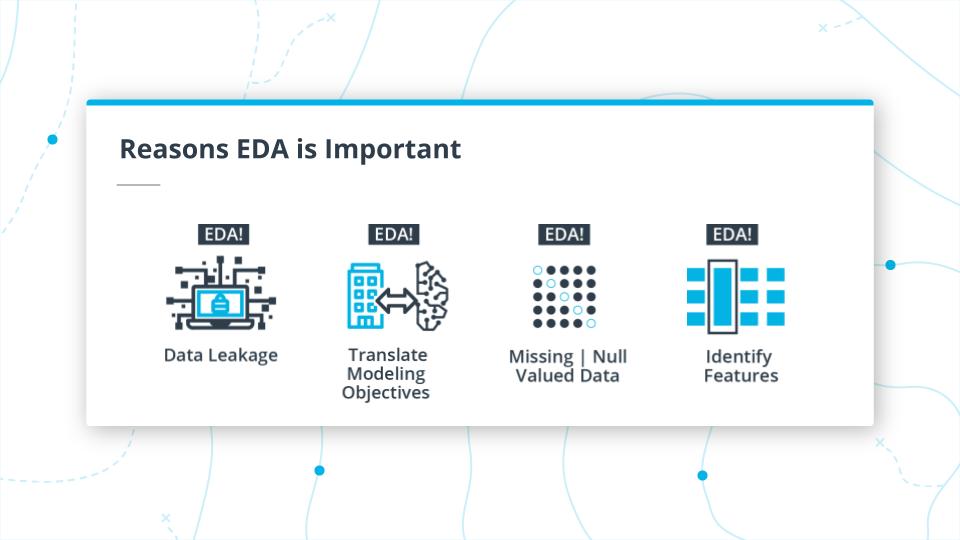 Reasons EDA is Important
EDA!
Data Leakage
EDA!
Translate
Modeling
Objectives
EDA!
Missing | Null
Valued Data
EDA!
Identify
Features